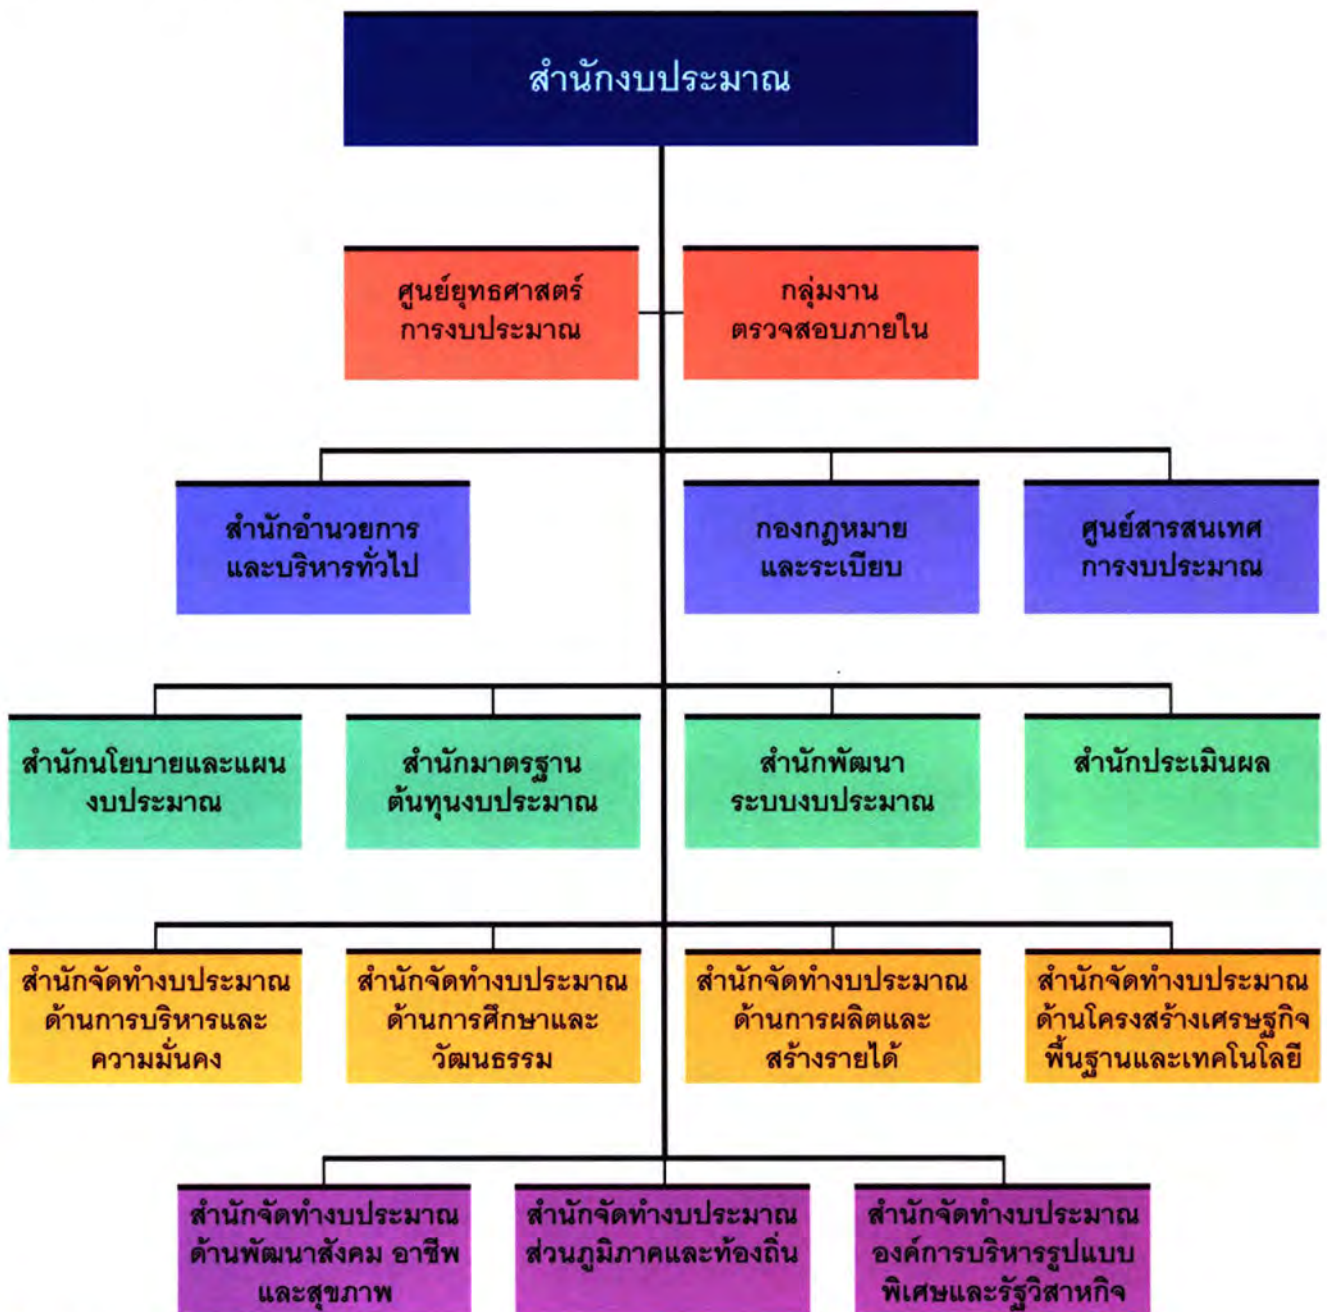 สำนักงบประมาณ
ศูนย์ยุทธศาสตร์
การงบประมาณ
กลุ่มงาน
ตรวจสอบภายใน
สำนักอำนวยการ
และบริหารทั่วไป
กองกฎหมาย
และระเบียบ
ศูนย์สารสนเทศ
การงบประมาณ
สำนักนโยบายและแผน
งบประมาณ
สำนักมาตรฐาน
ต้นทุนงบประมาณ
สำนักพัฒนา
ระบบงบประมาณ
สำนักประเมินผล
สำนักจัดทำงบประมาณ
ด้านการบริหารและ
ความมั่นคง
สำนักจัดทำงบประมาณ
ด้านการศึกษาและ
วัฒนธรรม
สำนักจัดทำงบประมาณ
ด้านการผลิตและ
สร้างรายได้
สำนักจัดทำงบประมาณ
ด้านโครงสร้างเศรษฐกิจ
พื้นฐานและเทคโนโลยี
สำนักจัดทำงบประมาณ
ด้านพัฒนาสังคม อาชีพ
และสุขภาพ
สำนักจัดทำงบประมาณ
ส่วนภูมิภาคและท้องถิ่น
สำนักจัดทำงบประมาณ
องค์การบริหารรูปแบบ
พิเศษและรัฐวิสาหกิจ